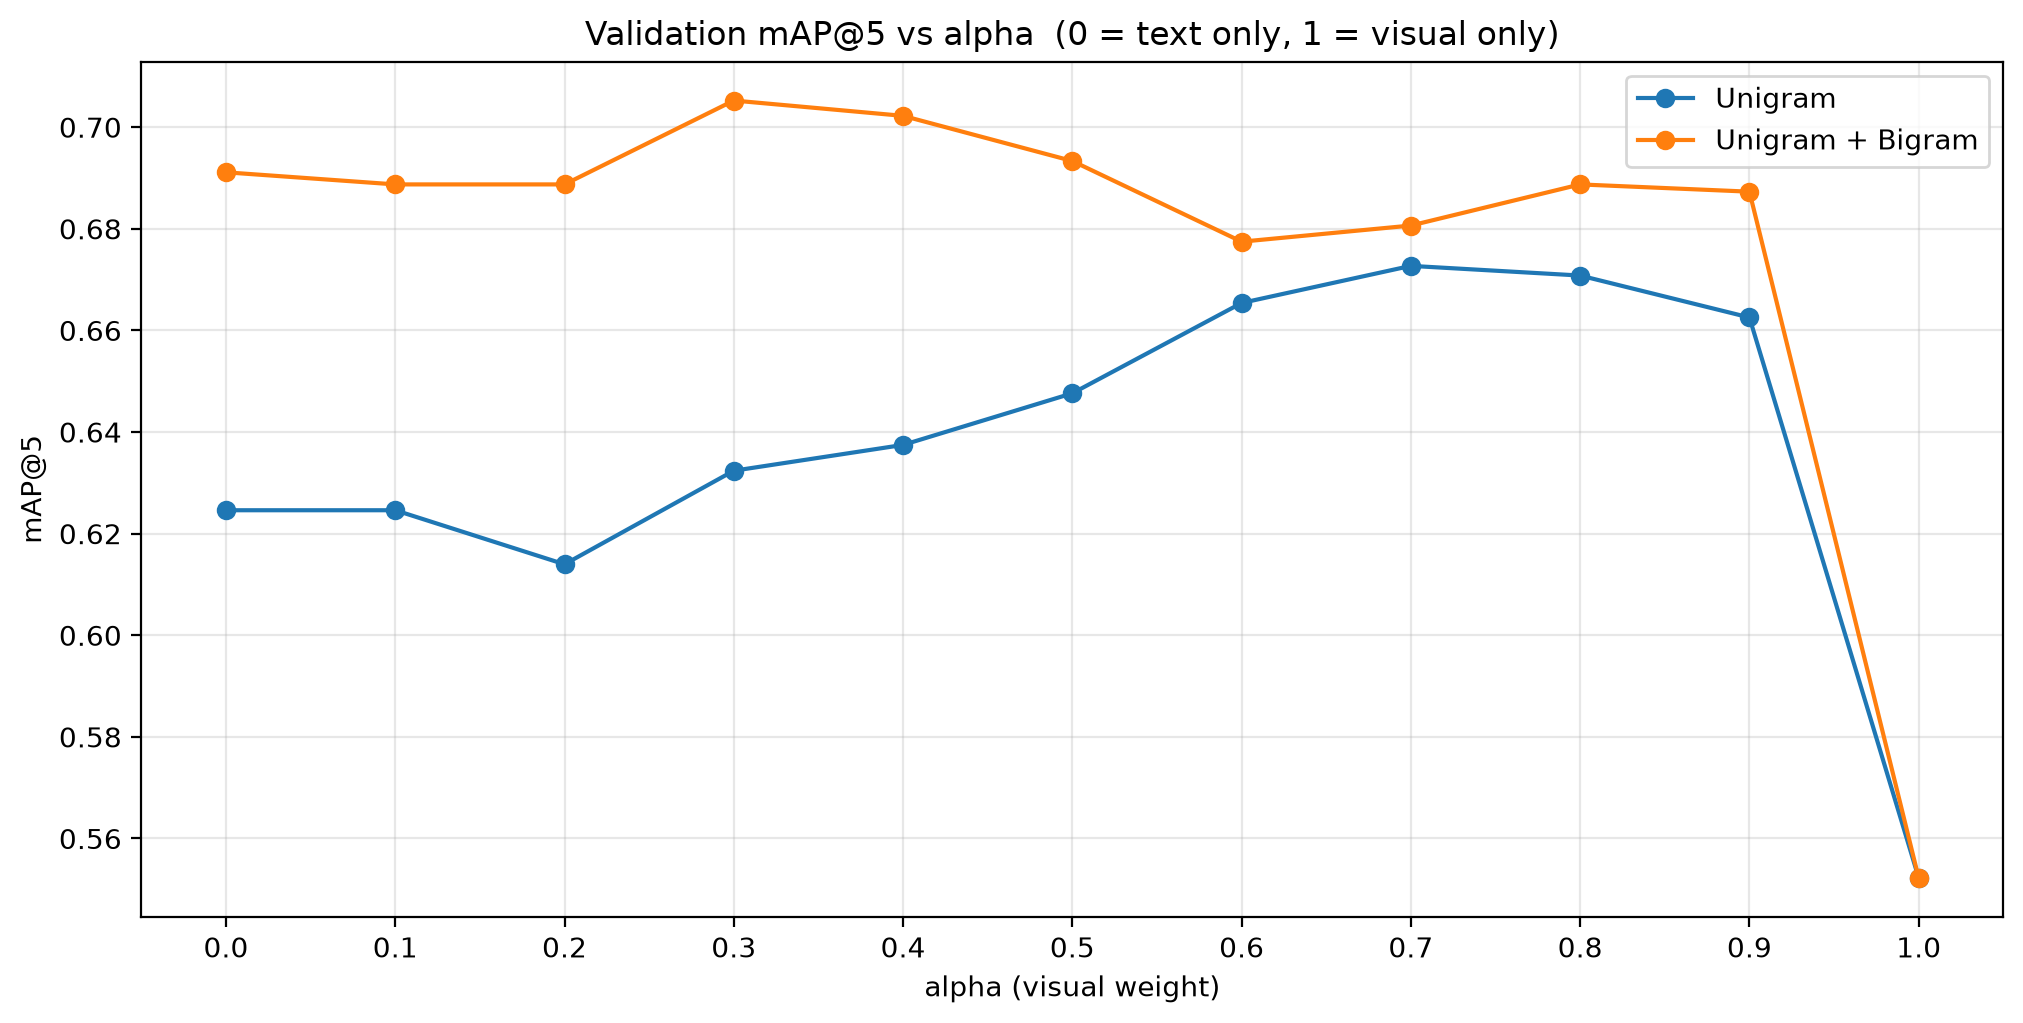 Validation mAP@5 vs alpha  (0 = text only, 1 = visual only)
Unigram
Unigram + Bigram
mAP@5
0.70
0.68
0.66
0.64
0.62
0.60
0.58
0.56
0.0 0.1 0.2 0.3 0.4 0.5 0.6 0.7 0.8 0.9 1.0
alpha (visual weight)